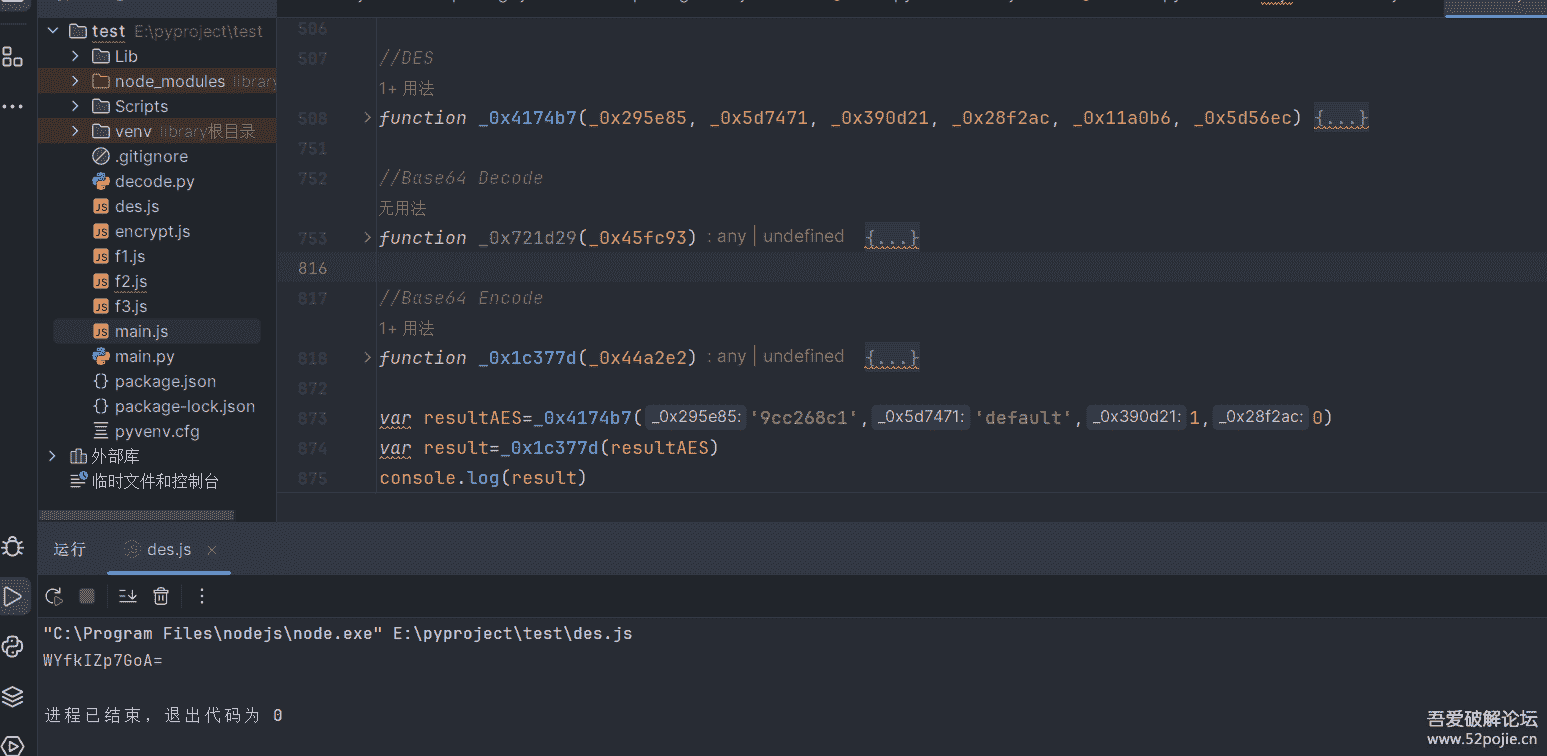 test E:\pyproject\test
Lib
node_modules library
Scripts
venv library根目录
.gitignore
decode.py
des.js
encrypt.js
f1.js
f2.js
f3.js
main.js
main.py
package.json
package-lock.json
pyvenv.cfg
外部库
临时文件和控制台
506
507 //DES
1+ 用法
508 function _0x4174b7(_0x295e85, _0x5d7471, _0x390d21, _0x28f2ac, _0x11a0b6, _0x5d56ec) {...}
751
752 //Base64 Decode
无用法
753 function _0x721d29(_0x45fc93) : any | undefined {...}
816
817 //Base64 Encode
1+ 用法
818 function _0x1c377d(_0x44a2e2) : any | undefined {...}
872
873 var resultAES=_0x4174b7( _0x295e85: '9cc268c1', _0x5d7471: 'default', _0x390d21: 1, _0x28f2ac: 0)
874 var result=_0x1c377d(resultAES)
875 console.log(result)
运行 des.js
"C:\Program Files\nodejs\node.exe" E:\pyproject\test\des.js
WYfkIZp7GoA=
进程已结束，退出代码为 0
吾爱破解论坛
www.52pojie.cn